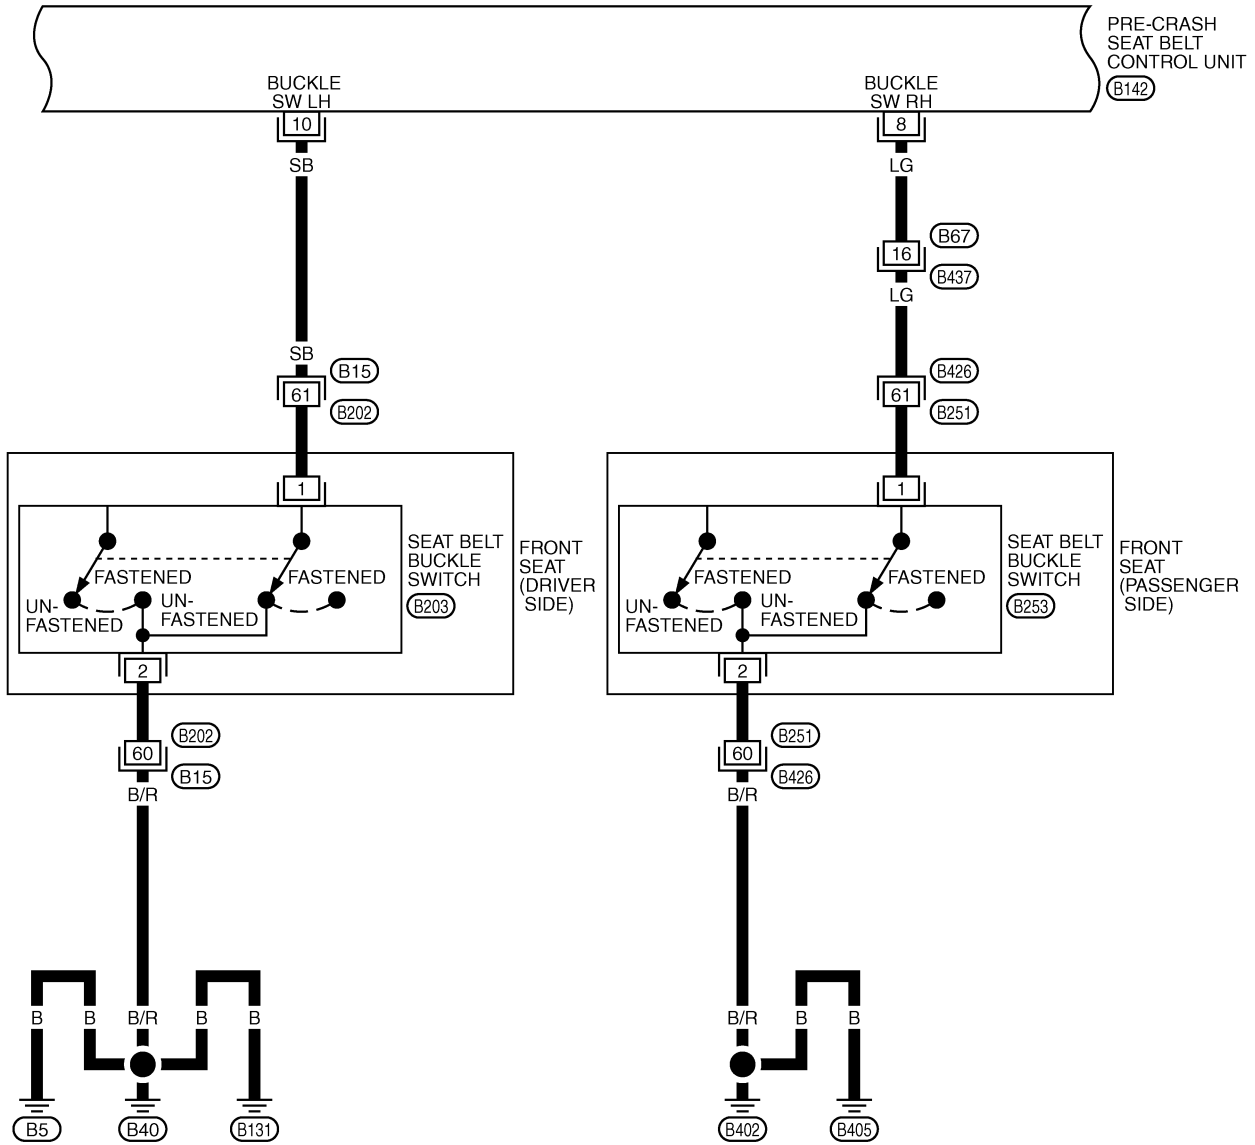 PRE-CRASH
SEAT BELT
CONTROL UNIT
B142
BUCKLE
SW LH
BUCKLE
SW RH
10
8
SB
LG
B67
16
B437
LG
SB
B15
B426
61
61
B202
B251
1
1
SEAT BELT
BUCKLE
SWITCH
B203
FRONT
SEAT
(DRIVER
SIDE)
FASTENED
FASTENED
UN-
FASTENED
UN-
FASTENED
SEAT BELT
BUCKLE
SWITCH
B253
FRONT
SEAT
(PASSENGER
SIDE)
FASTENED
FASTENED
UN-
FASTENED
UN-
FASTENED
2
2
B202
B251
60
60
B15
B426
B/R
B/R
B
B
B/R
B
B
B/R
B
B
B5
B40
B131
B402
B405